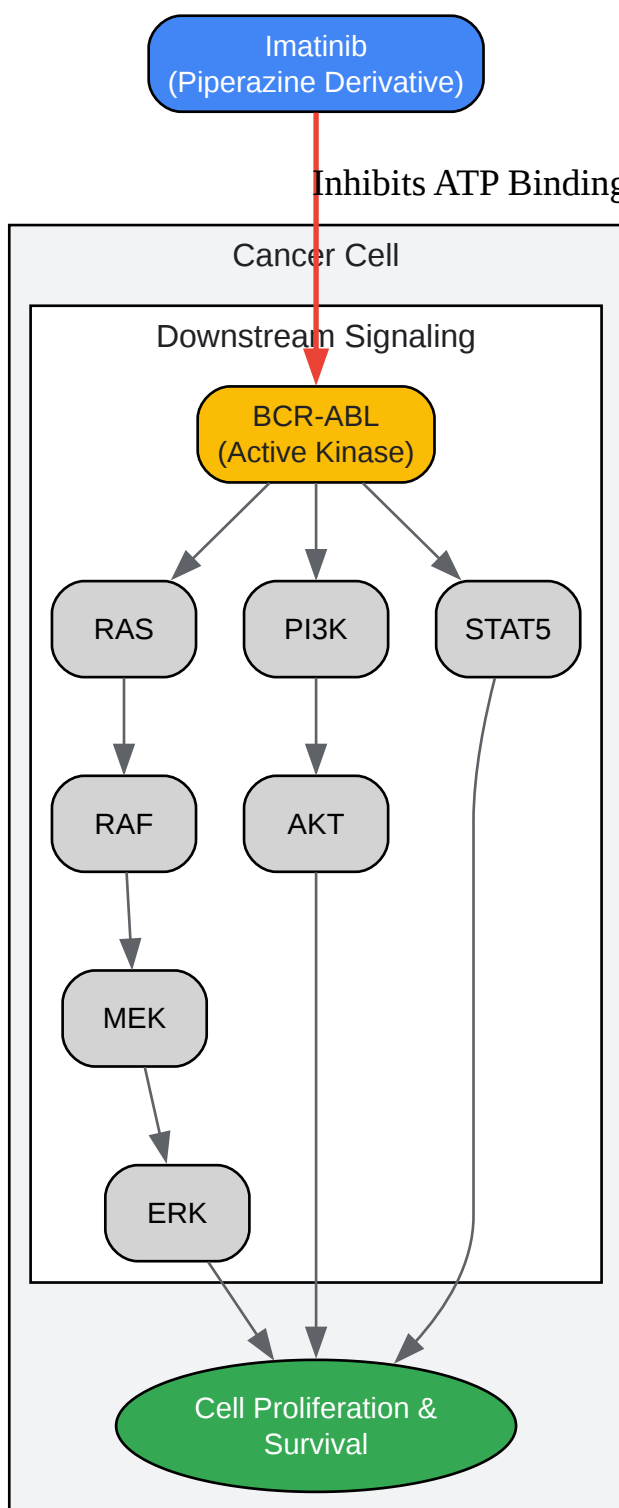 Imatinib
(Piperazine Derivative)
Inhibits ATP Binding
Cancer Cell
Downstream Signaling
BCR-ABL
(Active Kinase)
RAS
PI3K
STAT5
RAF
AKT
MEK
ERK
Cell Proliferation &
Survival